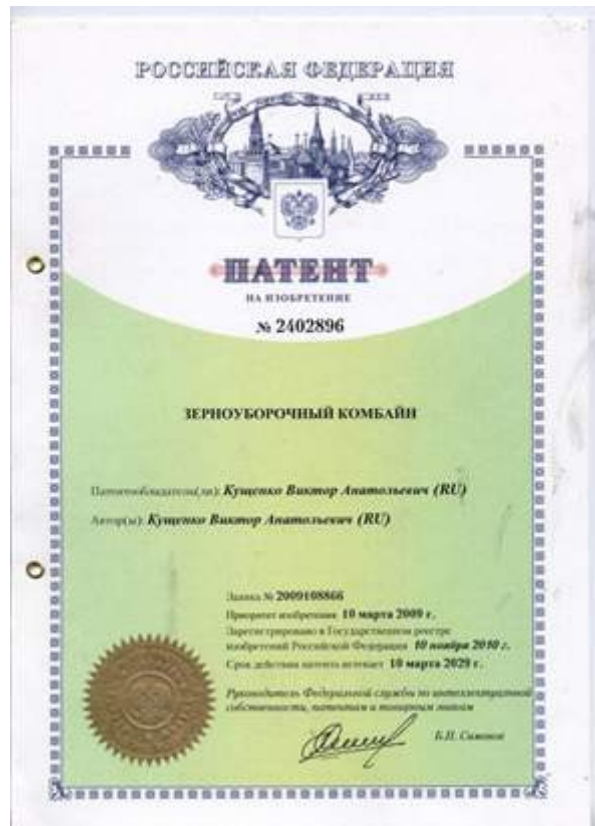 РОССИЙСКАЯ ФЕДЕРАЦИЯ
ПАТЕНТ
НА ИЗОБРЕТЕНИЕ
№ 2402896
ЗЕРНОУБОРОЧНЫЙ КОМБАЙН
Патентообладатель(ли): Кущенко Виктор Анатольевич (RU)
Автор(ы): Кущенко Виктор Анатольевич (RU)
Заявка № 2009108866
Приоритет изобретения 10 марта 2009 г.
Зарегистрировано в Государственном реестре
изобретений Российской Федерации 10 ноября 2010 г.
Срок действия патента истекает 10 марта 2029 г.
Руководитель Федеральной службы по интеллектуальной
собственности, патентам и товарным знакам
Б.П. Симонов